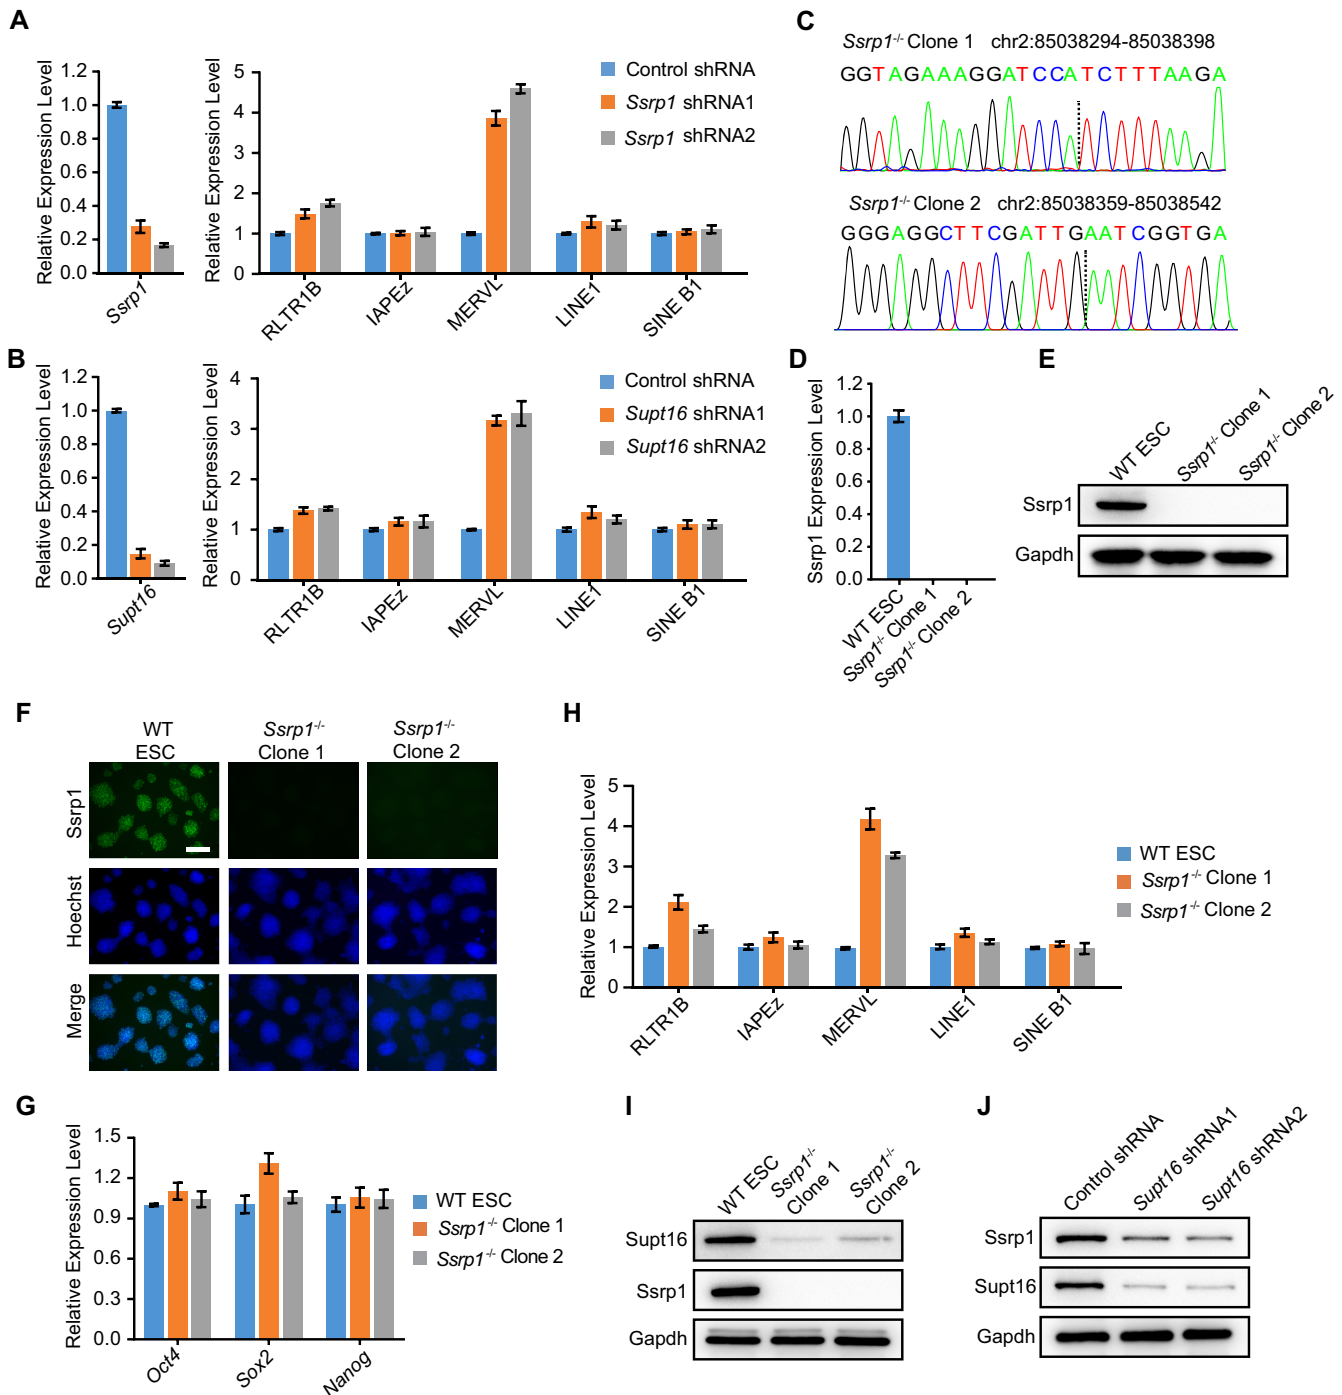 A
Relative Expression Level
1.2
1.0
0.8
0.6
0.4
0.2
0.0
Ssrp1
Relative Expression Level
5
4
3
2
1
0
RLTR1B
IAPEz
MERVL
LINE1
SINE B1
Control shRNA
Ssrp1 shRNA1
Ssrp1 shRNA2
B
Relative Expression Level
1.2
1.0
0.8
0.6
0.4
0.2
0.0
Supt16
Relative Expression Level
4
3
2
1
0
RLTR1B
IAPEz
MERVL
LINE1
SINE B1
Control shRNA
Supt16 shRNA1
Supt16 shRNA2
C
Ssrp1-/- Clone 1 chr2:85038294-85038398
GGTAGAAAGGATCCATCTTTAAGA
Ssrp1-/- Clone 2 chr2:85038359-85038542
GGGAGGCTTCGATTGAATCGGTGA
D
Ssrp1 Expression Level
1.2
1.0
0.8
0.6
0.4
0.2
0.0
WT ESC
Ssrp1-/- Clone 1
Ssrp1-/- Clone 2
E
WT ESC
Ssrp1-/- Clone 1
Ssrp1-/- Clone 2
Ssrp1
Gapdh
F
WT
ESC
Ssrp1-/-
Clone 1
Ssrp1-/-
Clone 2
Ssrp1
Hoechst
Merge
H
Relative Expression Level
5
4
3
2
1
0
RLTR1B
IAPEz
MERVL
LINE1
SINE B1
WT ESC
Ssrp1-/- Clone 1
Ssrp1-/- Clone 2
G
Relative Expression Level
1.5
1.2
0.9
0.6
0.3
0.0
Oct4
Sox2
Nanog
WT ESC
Ssrp1-/- Clone 1
Ssrp1-/- Clone 2
I
WT ESC
Ssrp1-/-
Clone 1
Ssrp1-/-
Clone 2
Supt16
Ssrp1
Gapdh
J
Control shRNA
Supt16 shRNA1
Supt16 shRNA2
Ssrp1
Supt16
Gapdh